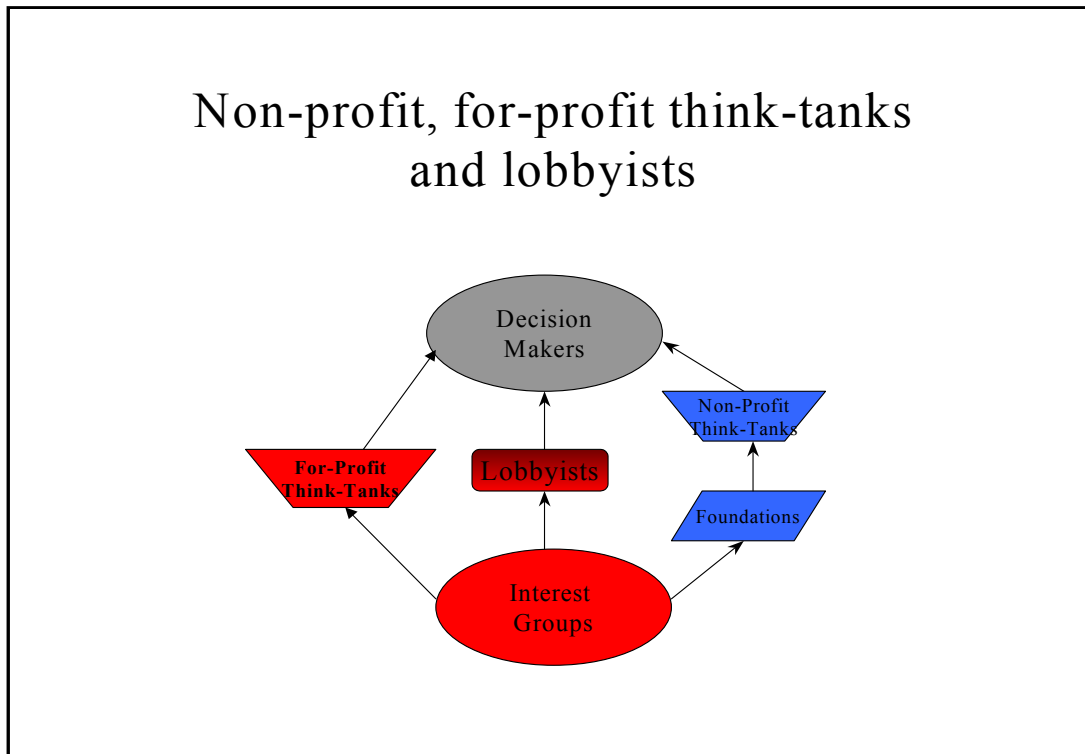 Non-profit, for-profit think-tanks
and lobbyists
Decision
Makers
Non-Profit
Think-Tanks
For-Profit
Think-Tanks
Lobbyists
Foundations
Interest
Groups